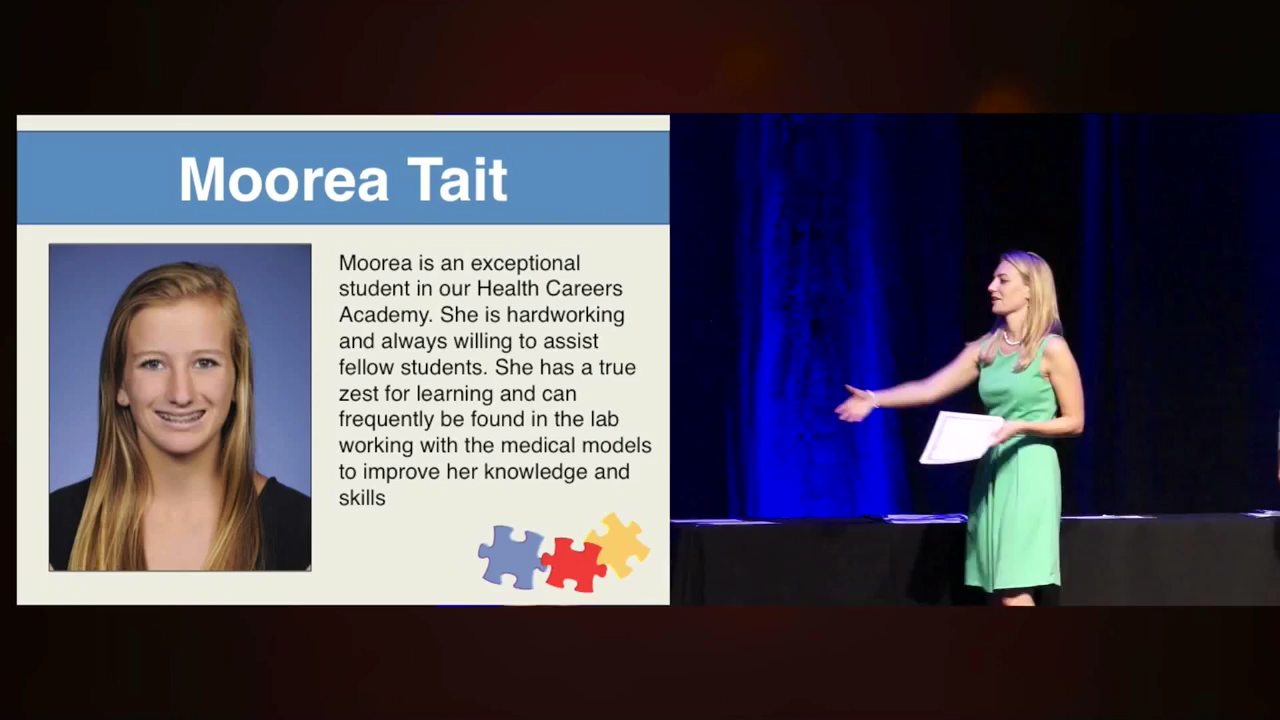 Moorea Tait
Moorea is an exceptional
student in our Health Careers
Academy. She is hardworking
and always willing to assist
fellow students. She has a true
zest for learning and can
frequently be found in the lab
working with the medical models
to improve her knowledge and
skills